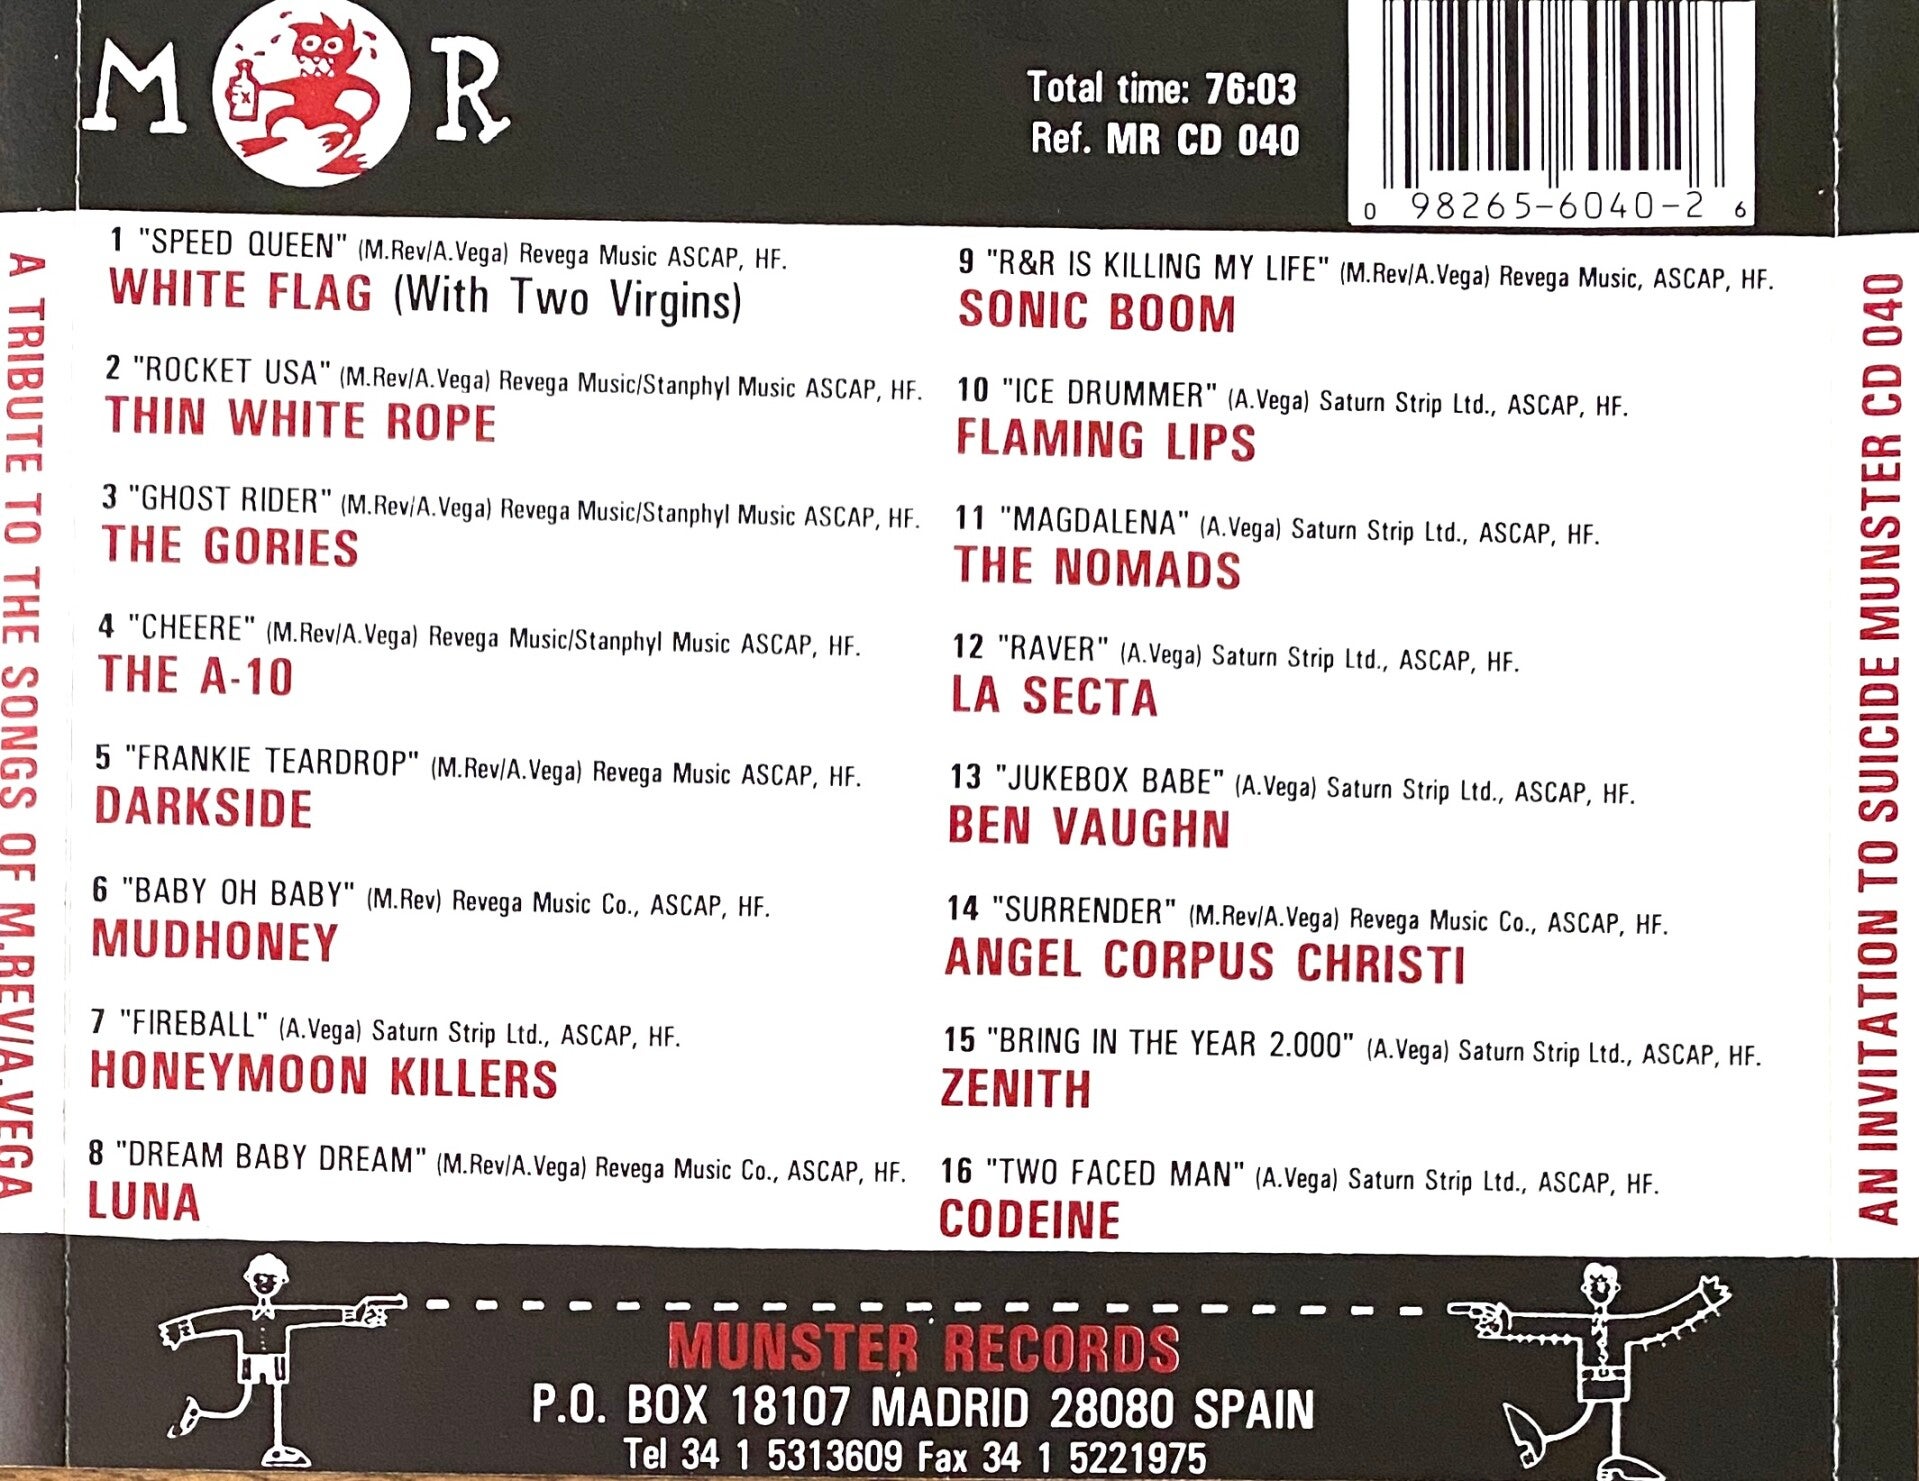 M R
Total time: 76:03
Ref. MR CD 040
0 98265-6040-2 6
A TRIBUTE TO THE SONGS OF M.REV/A.VEGA
1 "SPEED QUEEN" (M.Rev/A.Vega) Revega Music ASCAP, HF.
WHITE FLAG (With Two Virgins)
2 "ROCKET USA" (M.Rev/A.Vega) Revega Music/Stanphyl Music ASCAP, HF.
THIN WHITE ROPE
3 "GHOST RIDER" (M.Rev/A.Vega) Revega Music/Stanphyl Music ASCAP, HF.
THE GORIES
4 "CHEERE" (M.Rev/A.Vega) Revega Music/Stanphyl Music ASCAP, HF.
THE A-10
5 "FRANKIE TEARDROP" (M.Rev/A.Vega) Revega Music ASCAP, HF.
DARKSIDE
6 "BABY OH BABY" (M.Rev) Revega Music Co., ASCAP, HF.
MUDHONEY
7 "FIREBALL" (A.Vega) Saturn Strip Ltd., ASCAP, HF.
HONEYMOON KILLERS
8 "DREAM BABY DREAM" (M.Rev/A.Vega) Revega Music Co., ASCAP, HF.
LUNA
9 "R&R IS KILLING MY LIFE" (M.Rev/A.Vega) Revega Music, ASCAP, HF.
SONIC BOOM
10 "ICE DRUMMER" (A.Vega) Saturn Strip Ltd., ASCAP, HF.
FLAMING LIPS
11 "MAGDALENA" (A.Vega) Saturn Strip Ltd., ASCAP, HF.
THE NOMADS
12 "RAVER" (A.Vega) Saturn Strip Ltd., ASCAP, HF.
LA SECTA
13 "JUKEBOX BABE" (A.Vega) Saturn Strip Ltd., ASCAP, HF.
BEN VAUGHN
14 "SURRENDER" (M.Rev/A.Vega) Revega Music Co., ASCAP, HF.
ANGEL CORPUS CHRISTI
15 "BRING IN THE YEAR 2.000" (A.Vega) Saturn Strip Ltd., ASCAP, HF.
ZENITH
16 "TWO FACED MAN" (A.Vega) Saturn Strip Ltd., ASCAP, HF.
CODEINE
AN INVITATION TO SUICIDE MUNSTER CD 040
MUNSTER RECORDS
P.O. BOX 18107 MADRID 28080 SPAIN
Tel 34 1 5313609 Fax 34 1 5221975